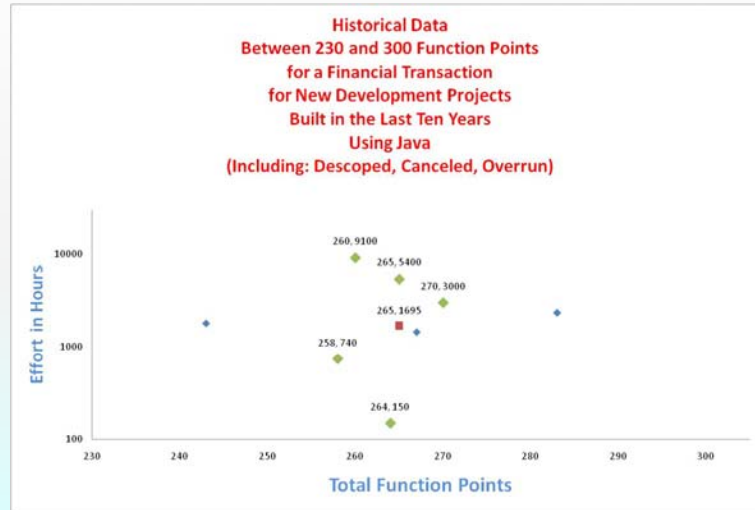 Historical Data
Between 230 and 300 Function Points
for a Financial Transaction
for New Development Projects
Built in the Last Ten Years
Using Java
(Including: Descoped, Canceled, Overrun)
10000
260, 9100
265, 5400
270, 3000
265, 1695
1000
258, 740
264, 150
100
Effort in Hours
230 240 250 260 270 280 290 300
Total Function Points